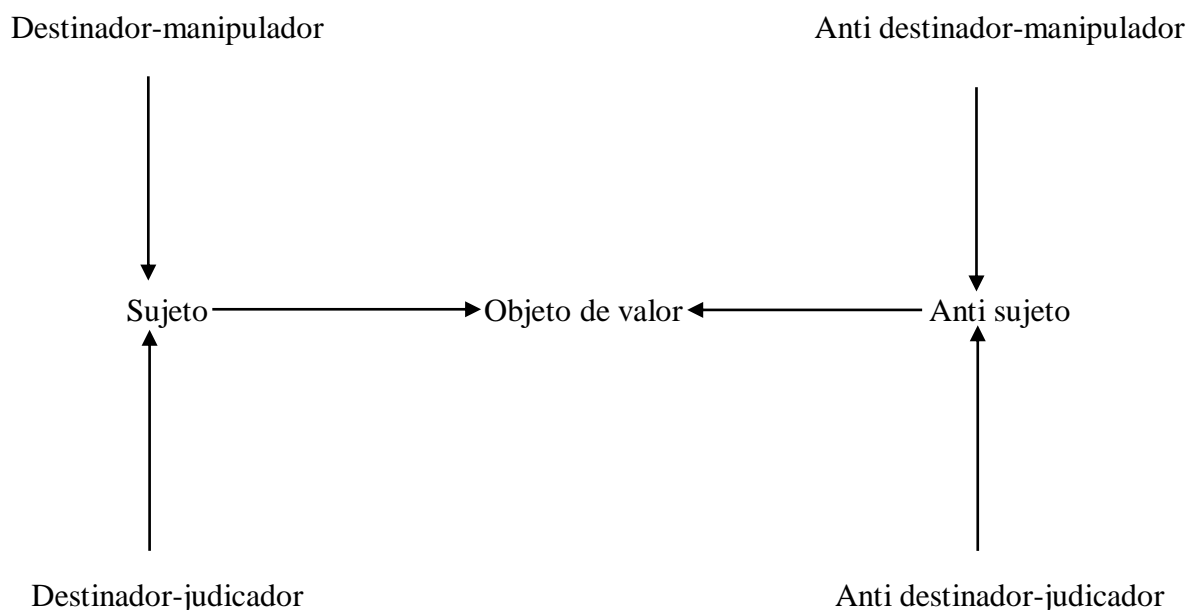 Destinador-manipulador Anti destinador-manipulador
Sujeto Objeto de valor Anti sujeto
Destinador-judicador Anti destinador-judicador